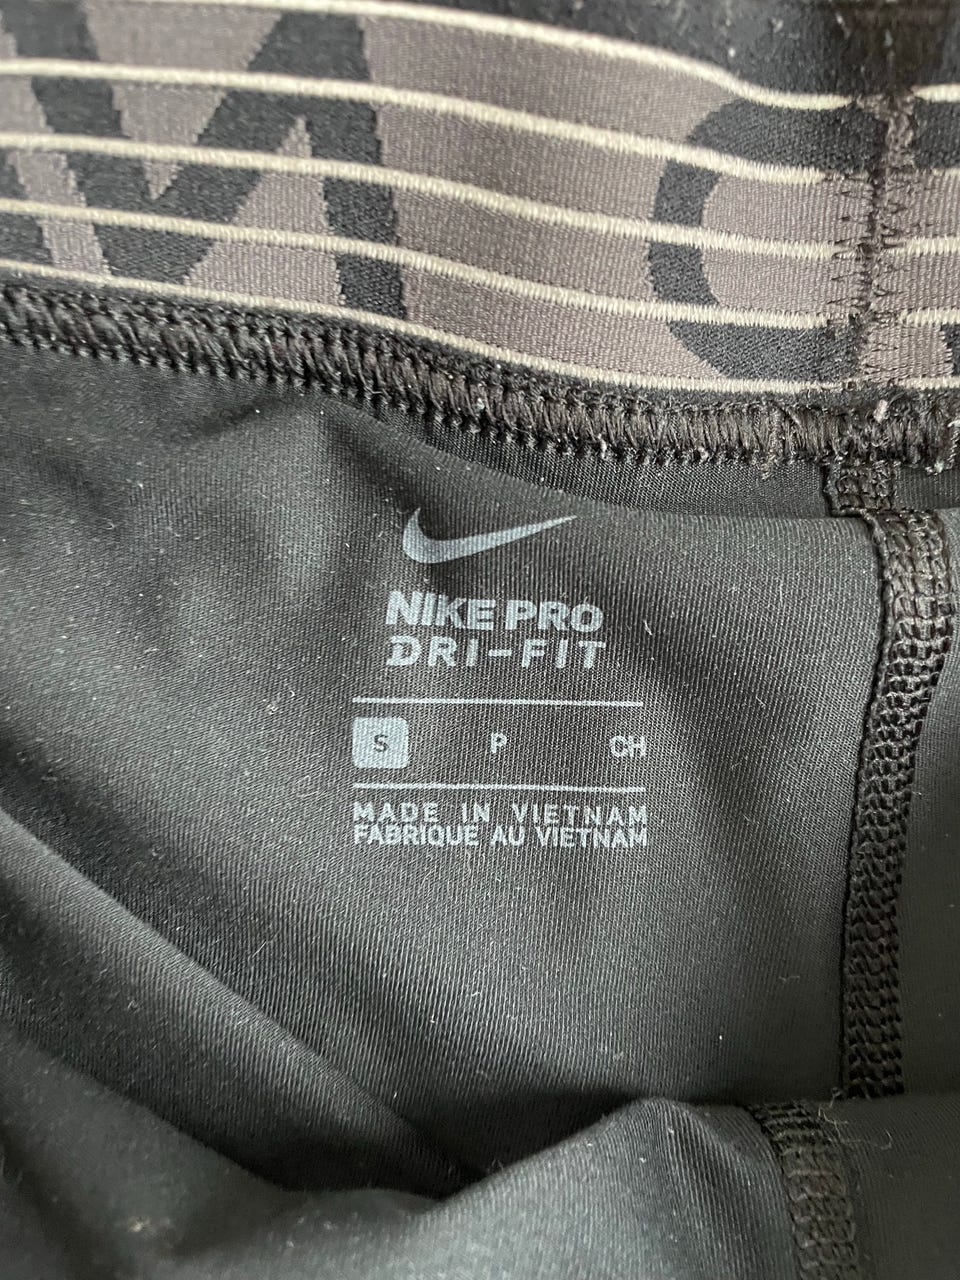 NIKE PRO
DRI-FIT
S P CH
MADE IN VIETNAM
FABRIQUE AU VIETNAM